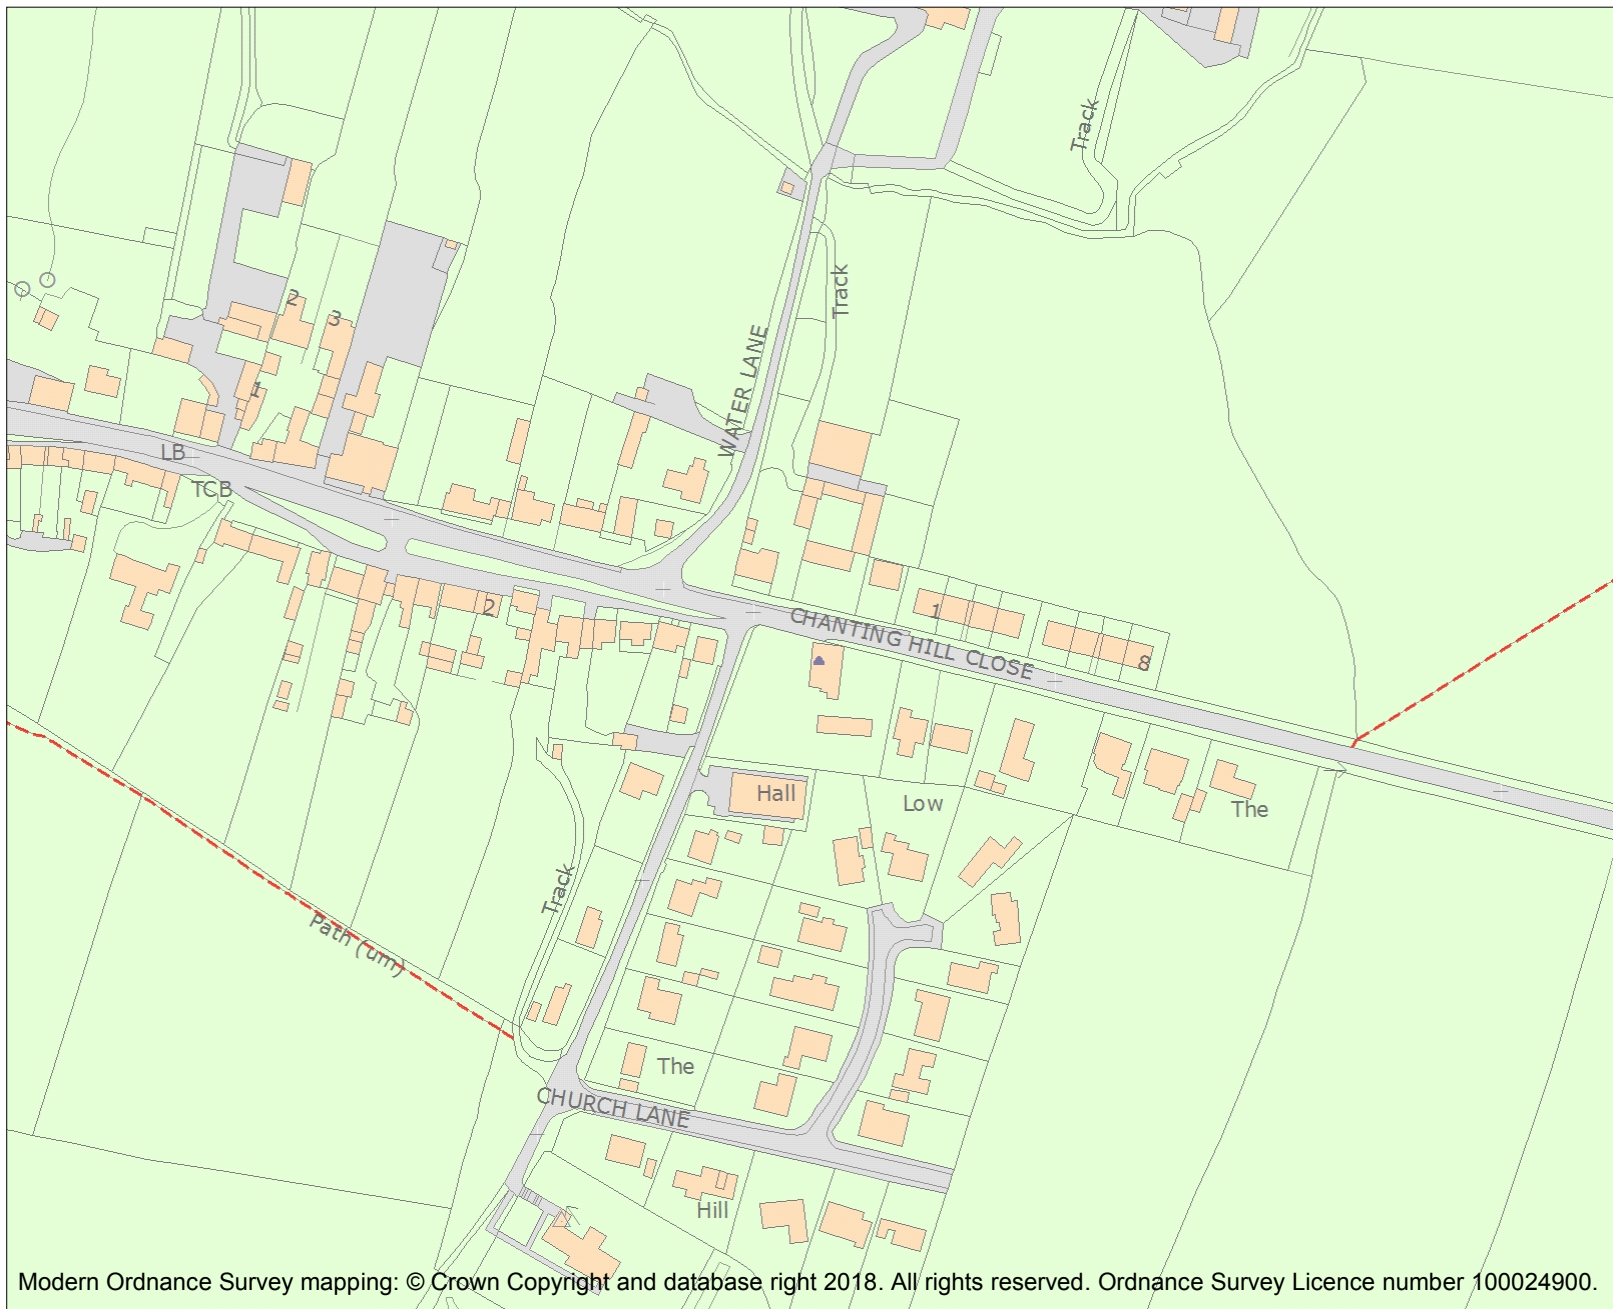 Track
Track
2
3
WATER LANE
1
LB
TCB
2
1
CHANTING HILL CLOSE
8
Hall
Low
The
Track
Path (um)
The
CHURCH LANE
Hill
Modern Ordnance Survey mapping: © Crown Copyright and database right 2018. All rights reserved. Ordnance Survey Licence number 100024900.